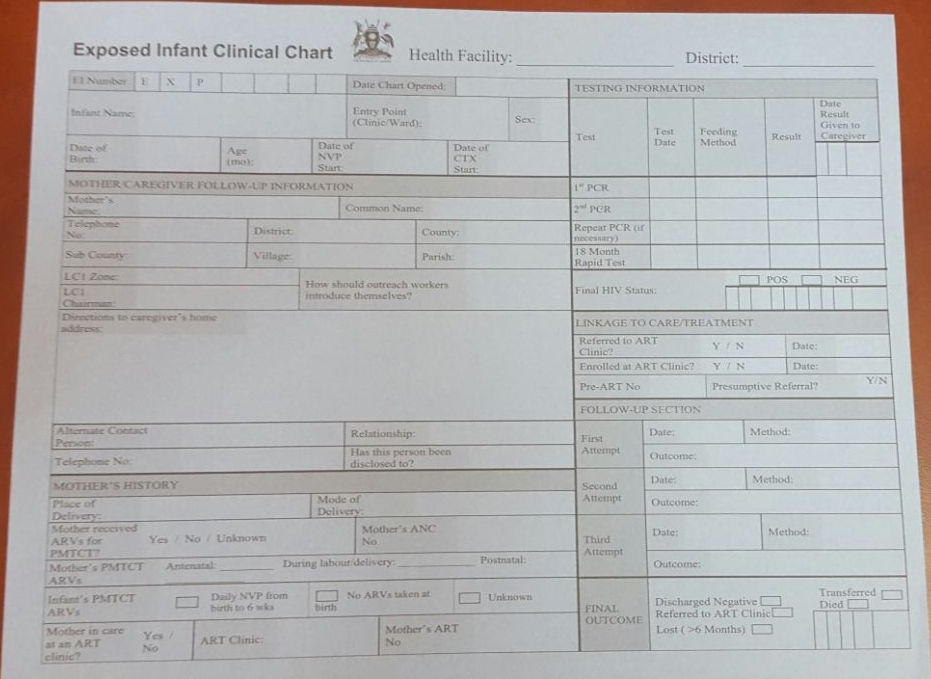 Exposed Infant Clinical Chart
Health Facility:
District:
EI Number E X P
Date Chart Opened:
Infant Name:
Entry Point
(Clinic/Ward):
Sex:
Date of
Birth:
Age
(mo):
Date of
NVP
Start:
Date of
CTX
Start:
MOTHER/CAREGIVER FOLLOW-UP INFORMATION
Mother's
Name:
Common Name:
Telephone
No:
District:
County:
Sub County:
Village:
Parish:
LC1 Zone:
LC1
Chairman:
How should outreach workers
introduce themselves?
Directions to caregiver's home
address:
Alternate Contact
Person:
Relationship:
Telephone No:
Has this person been
disclosed to?
MOTHER'S HISTORY
Place of
Delivery:
Mode of
Delivery:
Mother received
ARVs for
PMTCT?
Yes / No / Unknown
Mother's ANC
No
Mother's PMTCT
ARVs
Antenatal:
During labour/delivery:
Postnatal:
Infant's PMTCT
ARVs
Daily NVP from
birth to 6 wks
No ARVs taken at
birth
Unknown
Mother in care
at an ART
clinic?
Yes /
No
ART Clinic:
Mother's ART
No
TESTING INFORMATION
Test
Test
Date
Feeding
Method
Result
Date
Result
Given to
Caregiver
1st PCR
2nd PCR
Repeat PCR (if
necessary)
18 Month
Rapid Test
Final HIV Status:
POS
NEG
LINKAGE TO CARE/TREATMENT
Referred to ART
Clinic?
Y / N
Date:
Enrolled at ART Clinic?
Y / N
Date:
Pre-ART No
Presumptive Referral?
Y/N
FOLLOW-UP SECTION
First
Attempt
Date:
Method:
Outcome:
Second
Attempt
Date:
Method:
Outcome:
Third
Attempt
Date:
Method:
Outcome:
FINAL
OUTCOME
Discharged Negative
Referred to ART Clinic
Lost ( >6 Months)
Transferred
Died